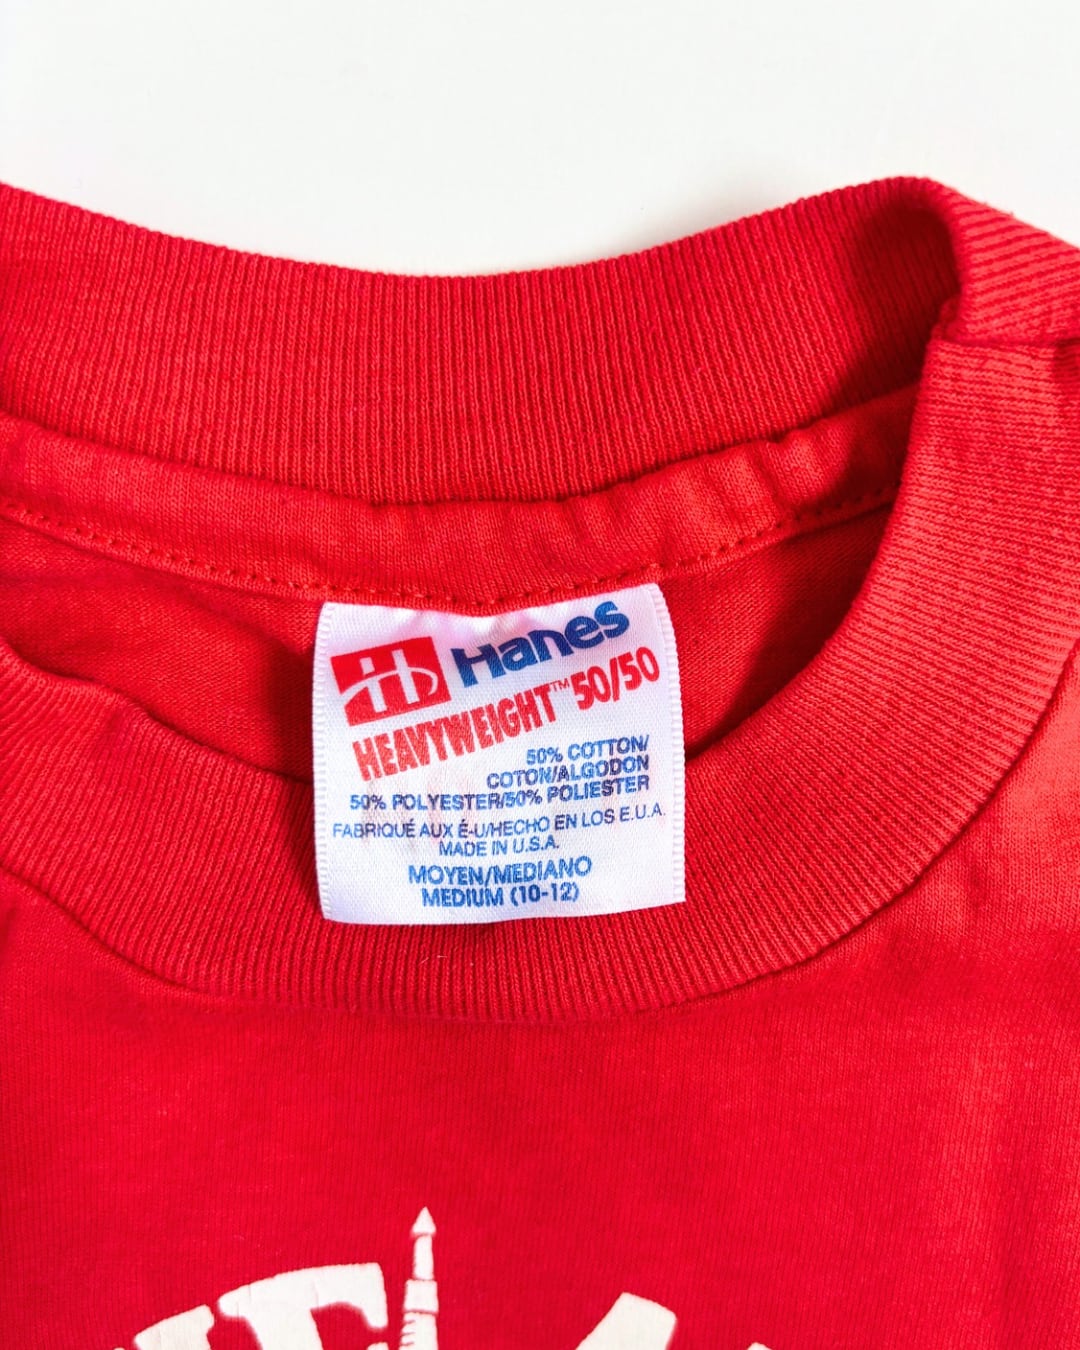 Hanes
HEAVYWEIGHT™ 50/50
50% COTTON/
COTON/ALGODON
50% POLYESTER/50% POLIESTER
FABRIQUÉ AUX É-U/HECHO EN LOS E.U.A.
MADE IN U.S.A.
MOYEN/MEDIANO
MEDIUM (10-12)